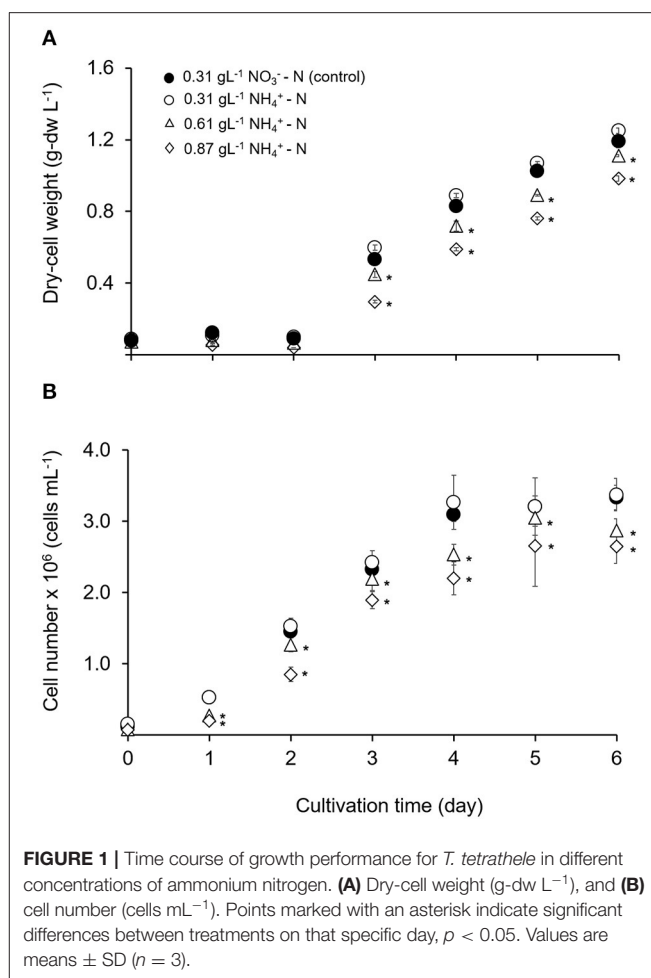 A
Dry-cell weight (g-dw L⁻¹)
1.6
1.2
0.8
0.4
0.31 gL⁻¹ NO₃⁻ - N (control)
0.31 gL⁻¹ NH₄⁺ - N
0.61 gL⁻¹ NH₄⁺ - N
0.87 gL⁻¹ NH₄⁺ - N
* * * *
* * * *
B
Cell number x 10⁶ (cells mL⁻¹)
4.0
3.0
2.0
1.0
* * * * * *
* * * * * *
0 1 2 3 4 5 6
Cultivation time (day)
FIGURE 1 | Time course of growth performance for T. tetrathele in different
concentrations of ammonium nitrogen. (A) Dry-cell weight (g-dw L⁻¹), and (B)
cell number (cells mL⁻¹). Points marked with an asterisk indicate significant
differences between treatments on that specific day, p < 0.05. Values are
means ± SD (n = 3).